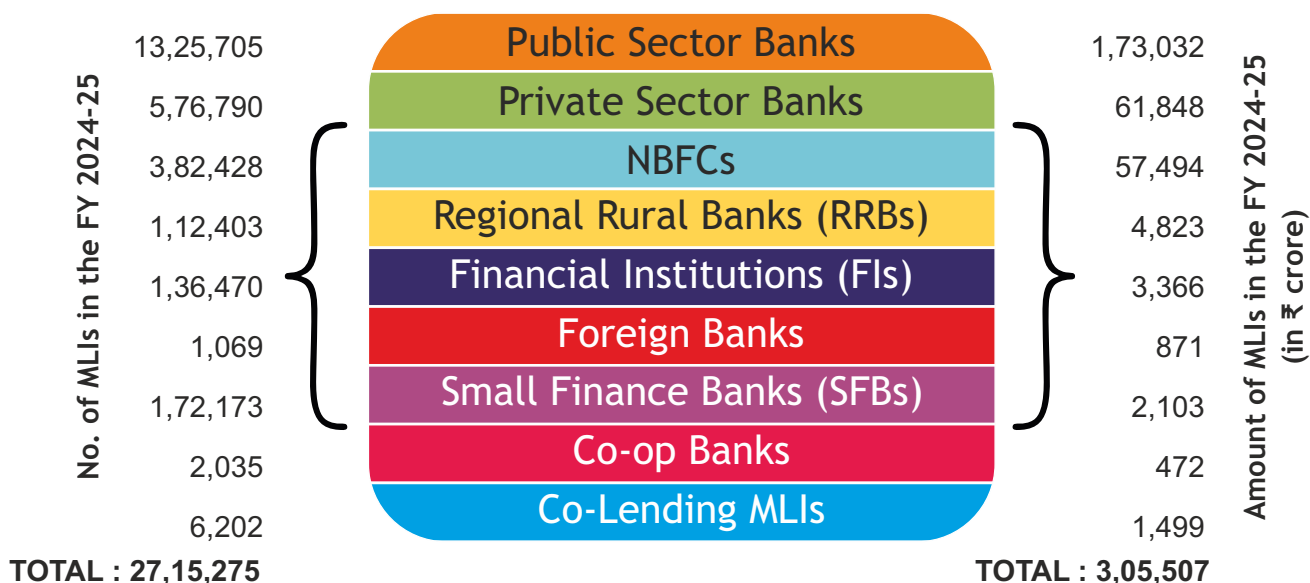 No. of MLIs in the FY 2024-25
13,25,705 Public Sector Banks 1,73,032
5,76,790 Private Sector Banks 61,848
3,82,428 NBFCs 57,494
1,12,403 Regional Rural Banks (RRBs) 4,823
1,36,470 Financial Institutions (FIs) 3,366
1,069 Foreign Banks 871
1,72,173 Small Finance Banks (SFBs) 2,103
2,035 Co-op Banks 472
6,202 Co-Lending MLIs 1,499
Amount of MLIs in the FY 2024-25
(in ₹ crore)
TOTAL : 27,15,275 TOTAL : 3,05,507